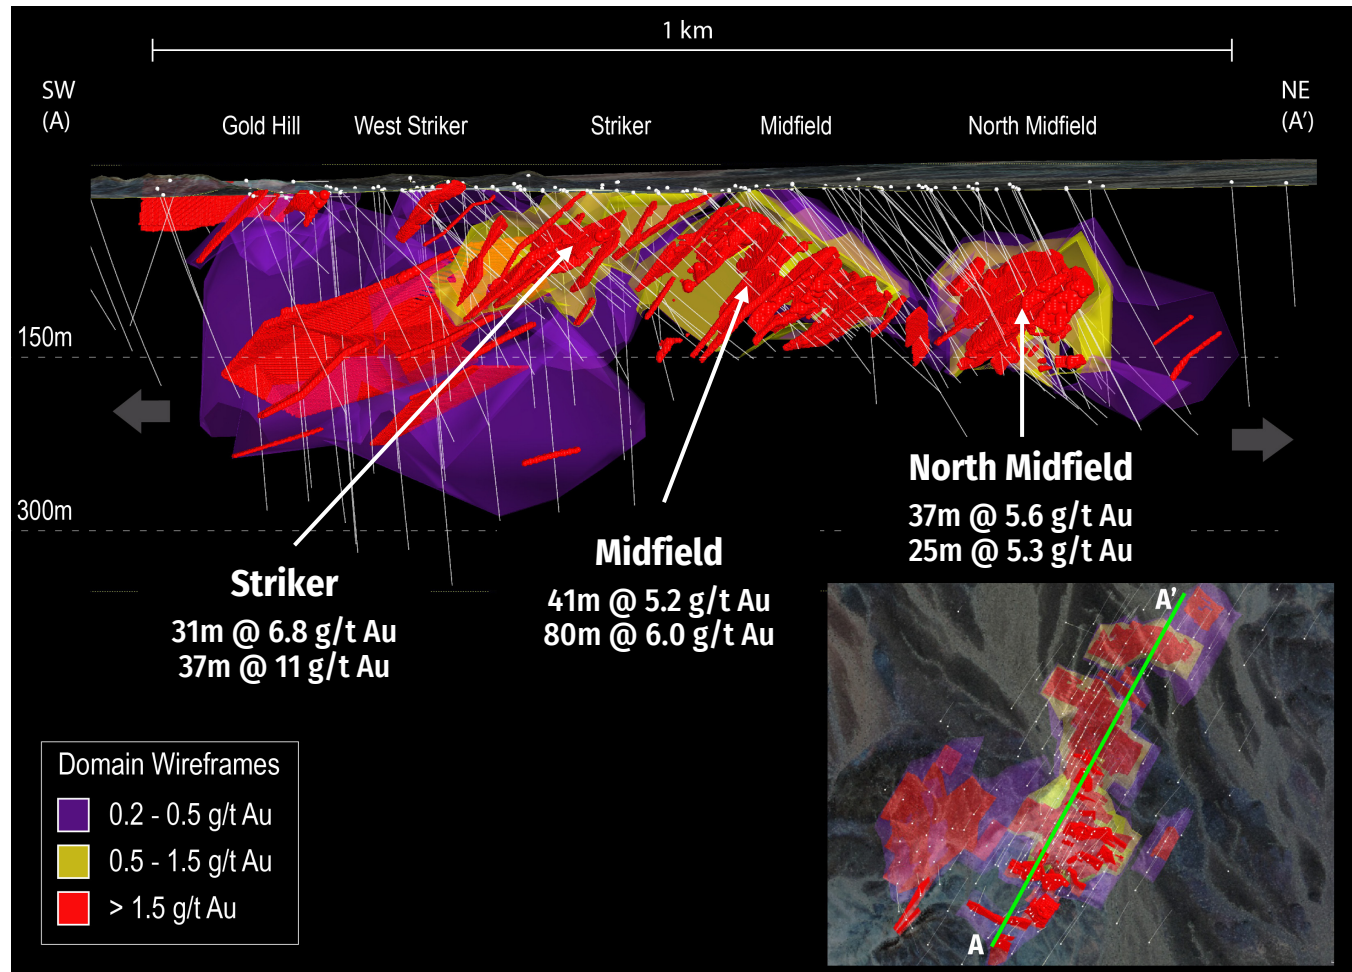 1 km
SW
(A)
NE
(A')
Gold Hill
West Striker
Striker
Midfield
North Midfield
150m
300m
North Midfield
37m @ 5.6 g/t Au
25m @ 5.3 g/t Au
Midfield
41m @ 5.2 g/t Au
80m @ 6.0 g/t Au
Striker
31m @ 6.8 g/t Au
37m @ 11 g/t Au
A'
A
Domain Wireframes
0.2 - 0.5 g/t Au
0.5 - 1.5 g/t Au
> 1.5 g/t Au